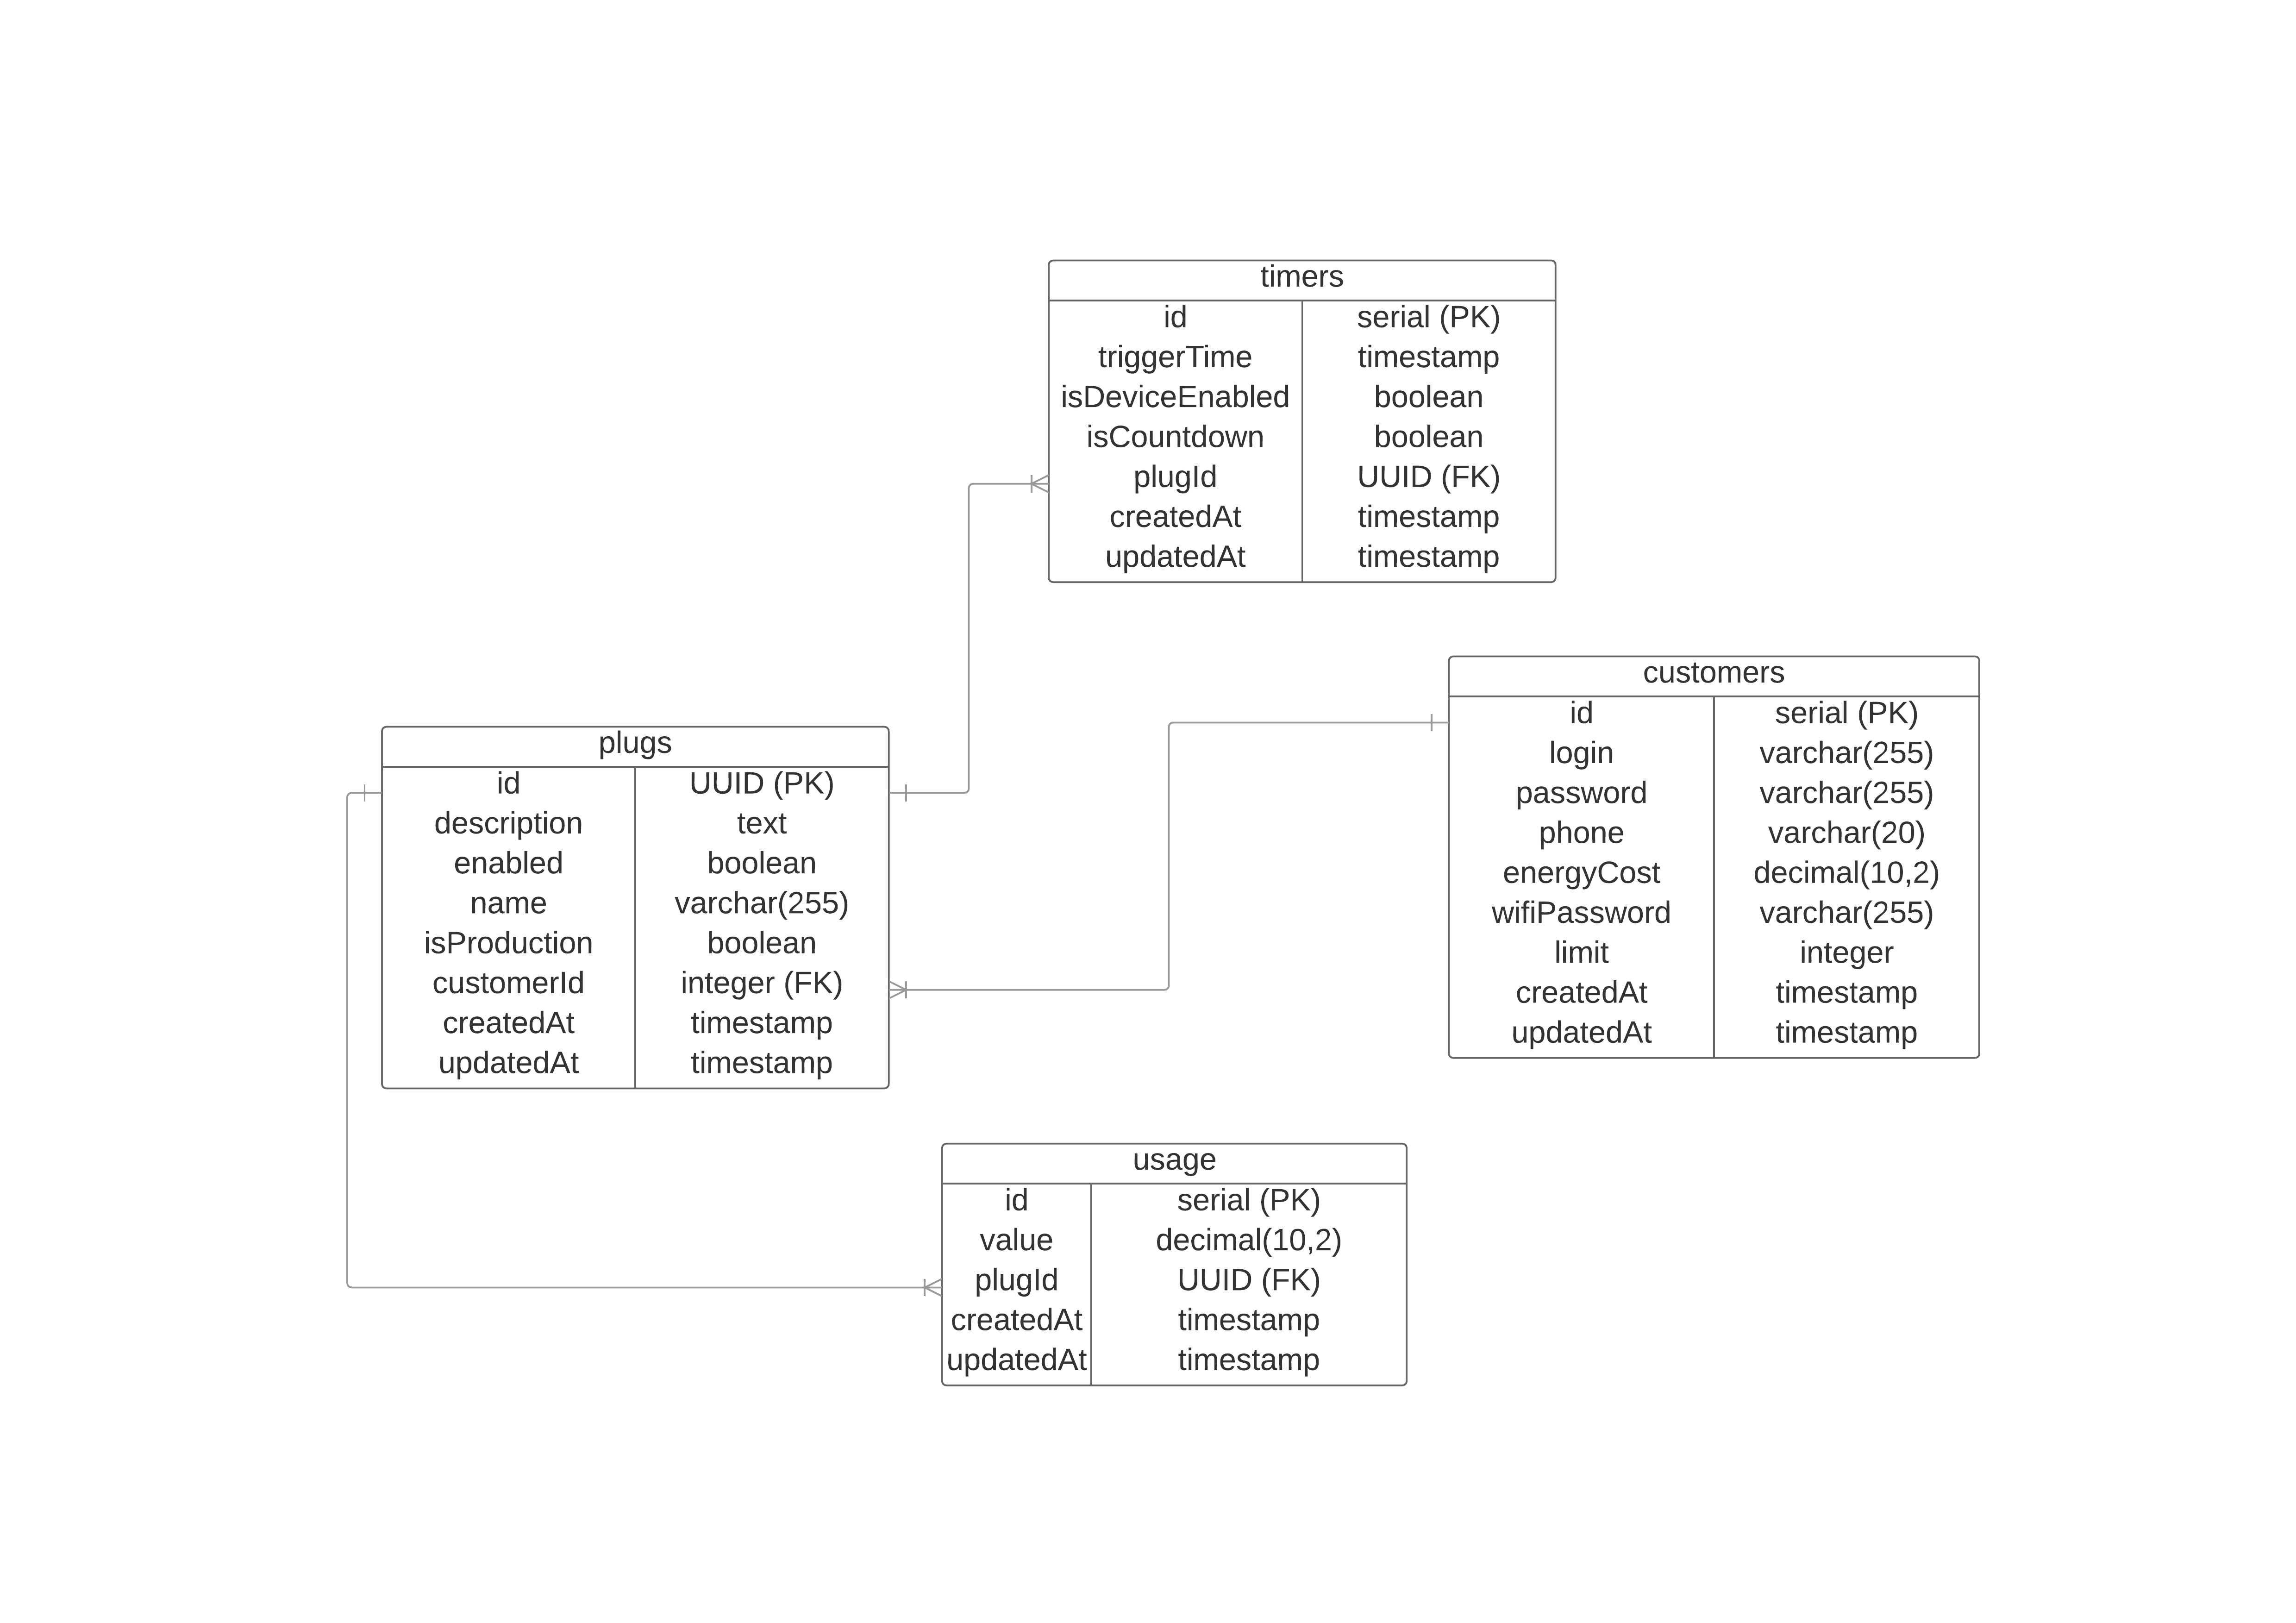 timers
id serial (PK)
triggerTime timestamp
isDeviceEnabled boolean
isCountdown boolean
plugId UUID (FK)
createdAt timestamp
updatedAt timestamp
customers
id serial (PK)
login varchar(255)
password varchar(255)
phone varchar(20)
energyCost decimal(10,2)
wifiPassword varchar(255)
limit integer
createdAt timestamp
updatedAt timestamp
plugs
id UUID (PK)
description text
enabled boolean
name varchar(255)
isProduction boolean
customerId integer (FK)
createdAt timestamp
updatedAt timestamp
usage
id serial (PK)
value decimal(10,2)
plugId UUID (FK)
createdAt timestamp
updatedAt timestamp